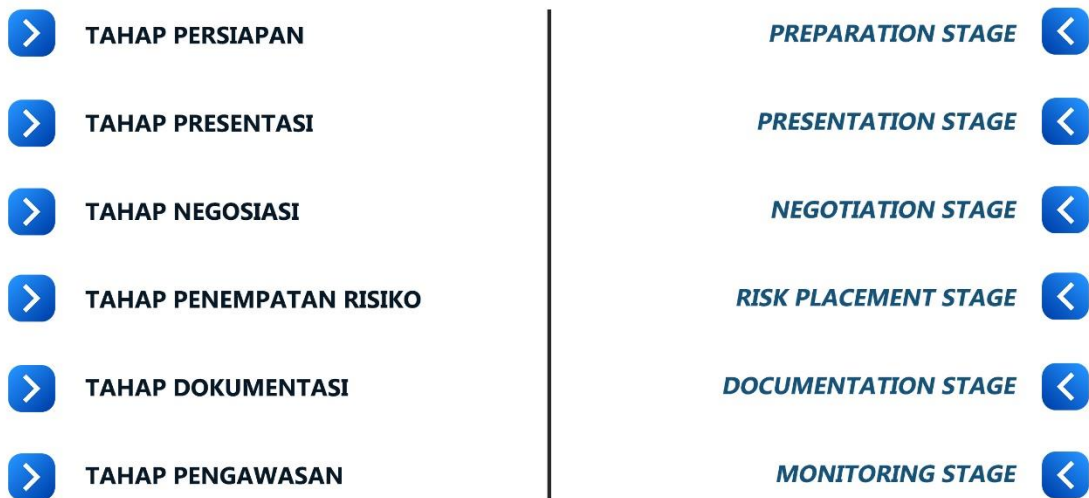 TAHAP PERSIAPAN
TAHAP PRESENTASI
TAHAP NEGOSIASI
TAHAP PENEMPATAN RISIKO
TAHAP DOKUMENTASI
TAHAP PENGAWASAN
PREPARATION STAGE
PRESENTATION STAGE
NEGOTIATION STAGE
RISK PLACEMENT STAGE
DOCUMENTATION STAGE
MONITORING STAGE